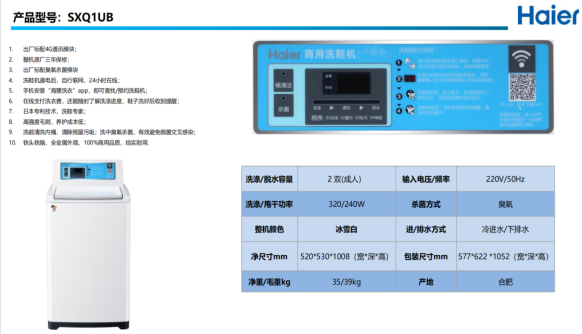 产品型号：SXQ1UB
Haier
1. 出厂标配4G通讯模块；
2. 整机原厂三年保修；
3. 出厂标配臭氧杀菌模块
4. 洗鞋机通电后，自行联网，24小时在线；
5. 手机安装“海狸洗衣”app，即可查找/预约洗鞋机；
6. 在线支付洗衣费，还能随时了解洗涤进度，鞋子洗好后收到提醒；
7. 日本专利技术，洗鞋专家；
8. 高强度毛刷，养护成本低；
9. 洗前清洗内桶，清除残留污垢；洗中臭氧杀菌，有效避免细菌交叉感染；
10. 铁头铁脑，全金属外观，100%商用品质，结实耐用.
Haier 商用洗鞋机
桶清洁
杀菌
程序:
洗涤/脱水容量 2 双(成人) 输入电压/频率 220V/50Hz
洗涤/甩干功率 320/240W 杀菌方式 臭氧
整机颜色 冰雪白 进/排水方式 冷进水/下排水
净尺寸mm 520*530*1008（宽*深*高） 包装尺寸mm 577*622 *1052（宽*深*高）
净重/毛重kg 35/39kg 产地 合肥